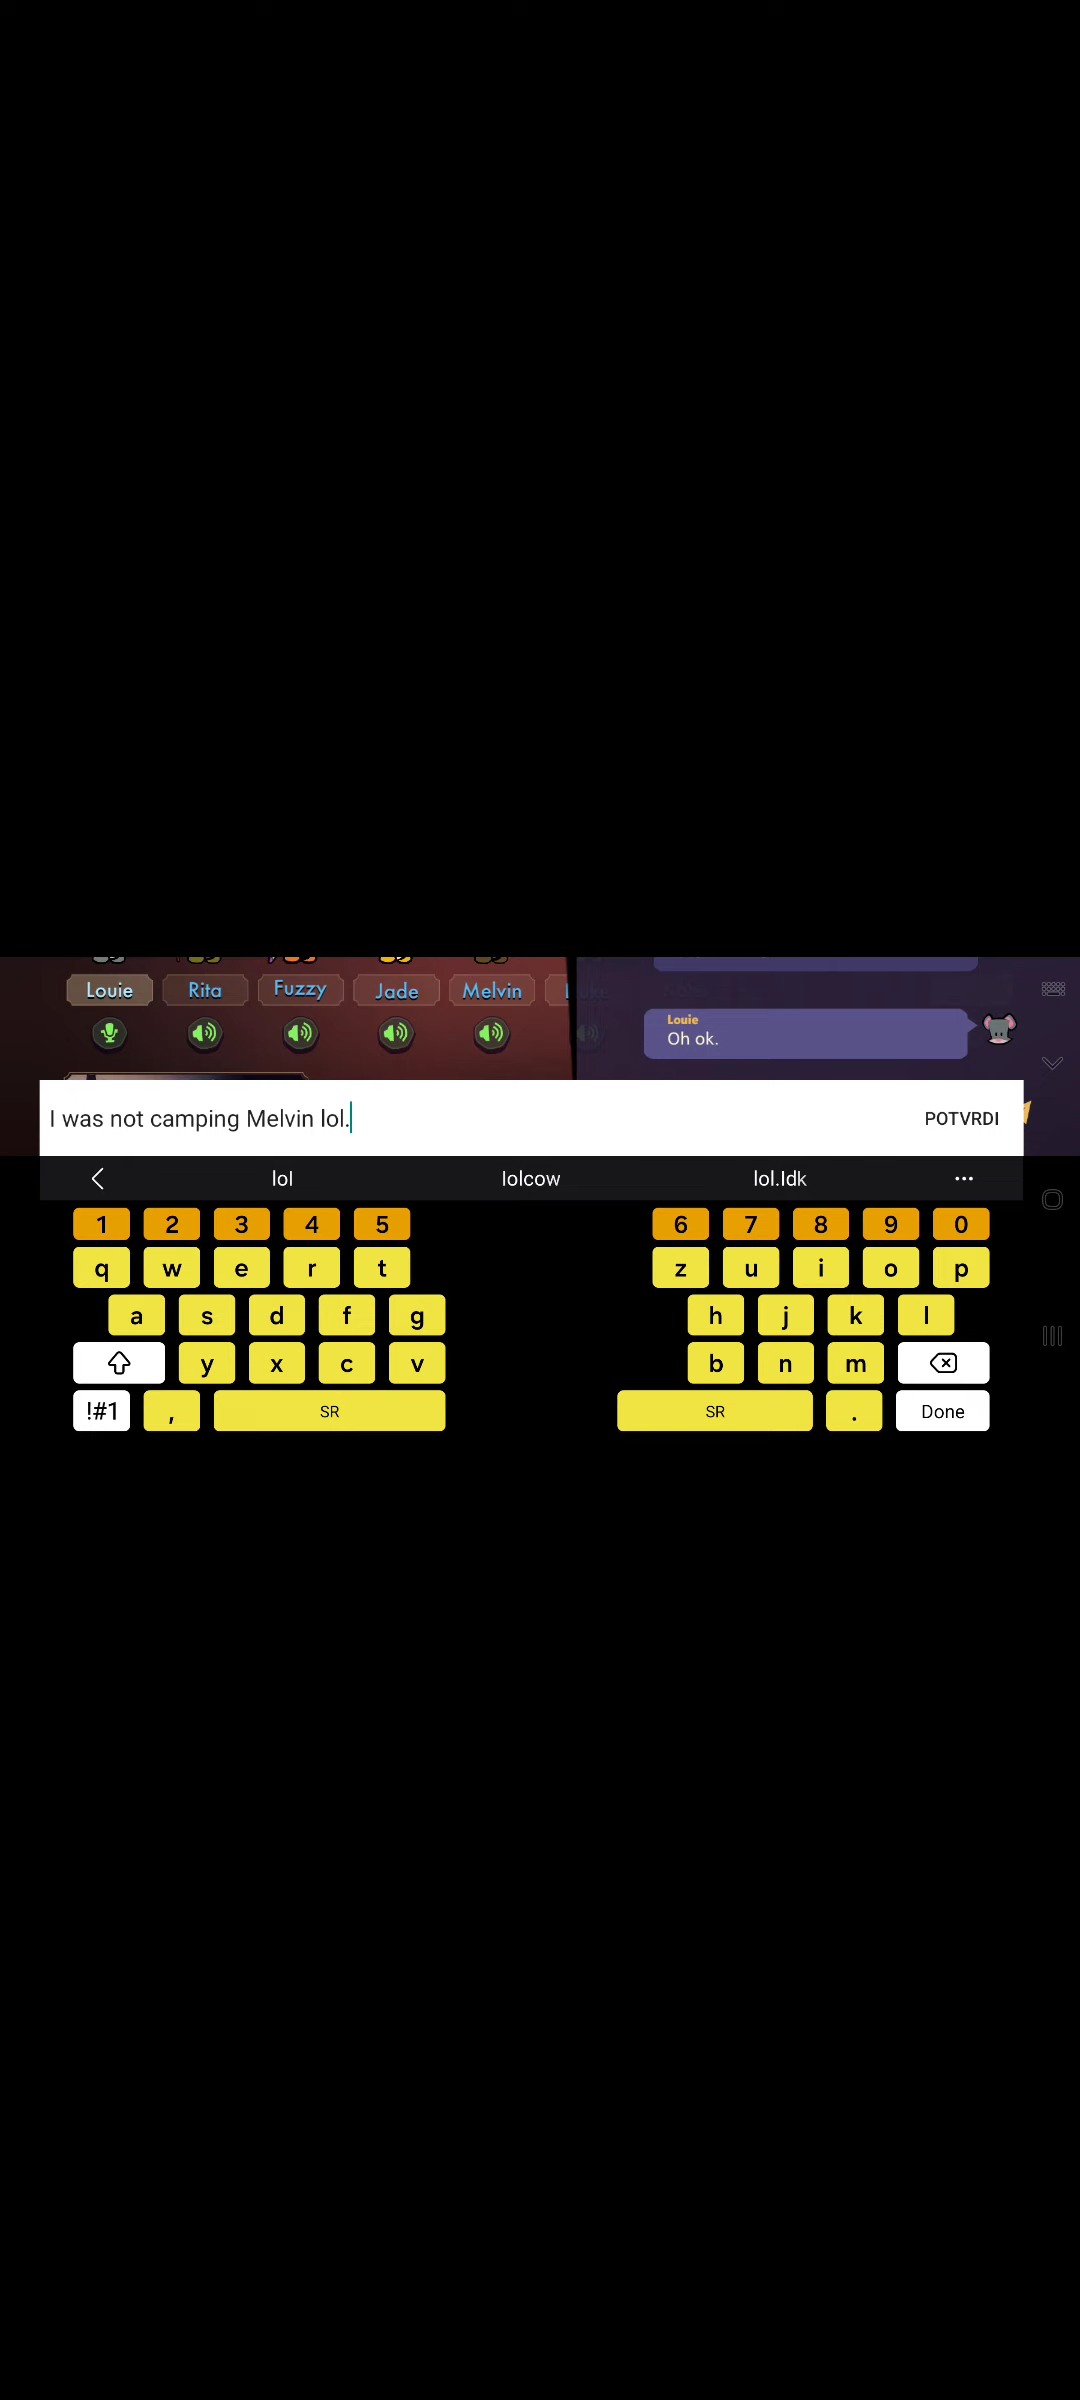 Louie Rita Fuzzy Jade Melvin
Louie
Oh ok.
I was not camping Melvin lol.
POTVRDI
lol lolcow lol.Idk
1 2 3 4 5 6 7 8 9 0
q w e r t z u i o p
a s d f g h j k l
y x c v b n m
!#1 , SR SR . Done